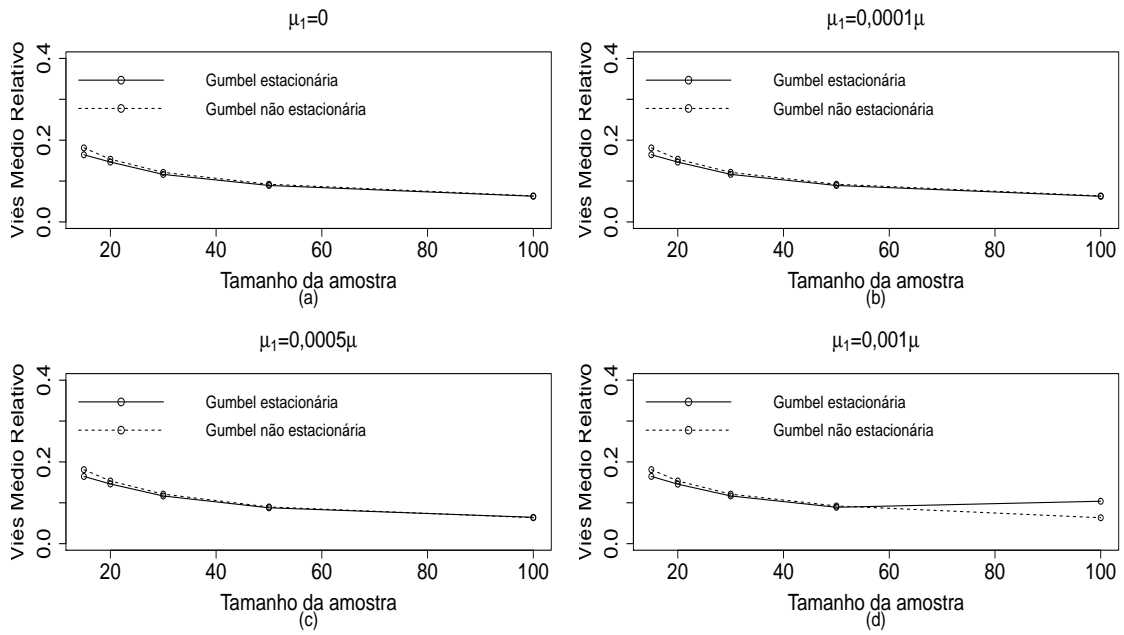 μ₁=0
Viés Médio Relativo
0.0 0.2 0.4
Gumbel estacionária
Gumbel não estacionária
20 40 60 80 100
Tamanho da amostra
(a)
μ₁=0,0001μ
Viés Médio Relativo
0.0 0.2 0.4
Gumbel estacionária
Gumbel não estacionária
20 40 60 80 100
Tamanho da amostra
(b)
μ₁=0,0005μ
Viés Médio Relativo
0.0 0.2 0.4
Gumbel estacionária
Gumbel não estacionária
20 40 60 80 100
Tamanho da amostra
(c)
μ₁=0,001μ
Viés Médio Relativo
0.0 0.2 0.4
Gumbel estacionária
Gumbel não estacionária
20 40 60 80 100
Tamanho da amostra
(d)